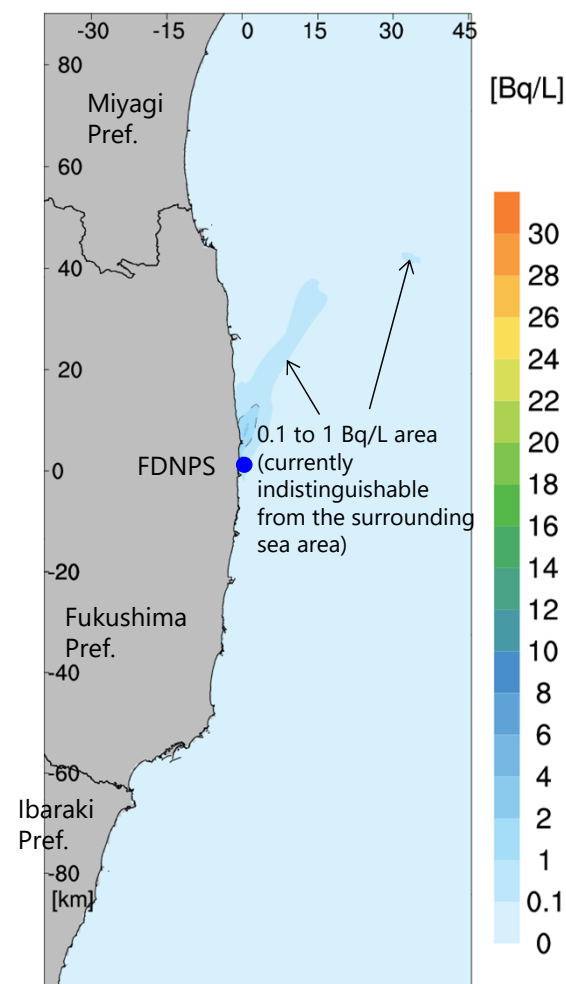 -30 -15 0 15 30 45
[Bq/L]
80
Miyagi
Pref.
60
40
20
0
-20
-40
-60
-80
[km]
0.1 to 1 Bq/L area
(currently
indistinguishable
from the surrounding
sea area)
FDNPS
Fukushima
Pref.
Ibaraki
Pref.
30
28
26
24
22
20
18
16
14
12
10
8
6
4
2
1
0.1
0